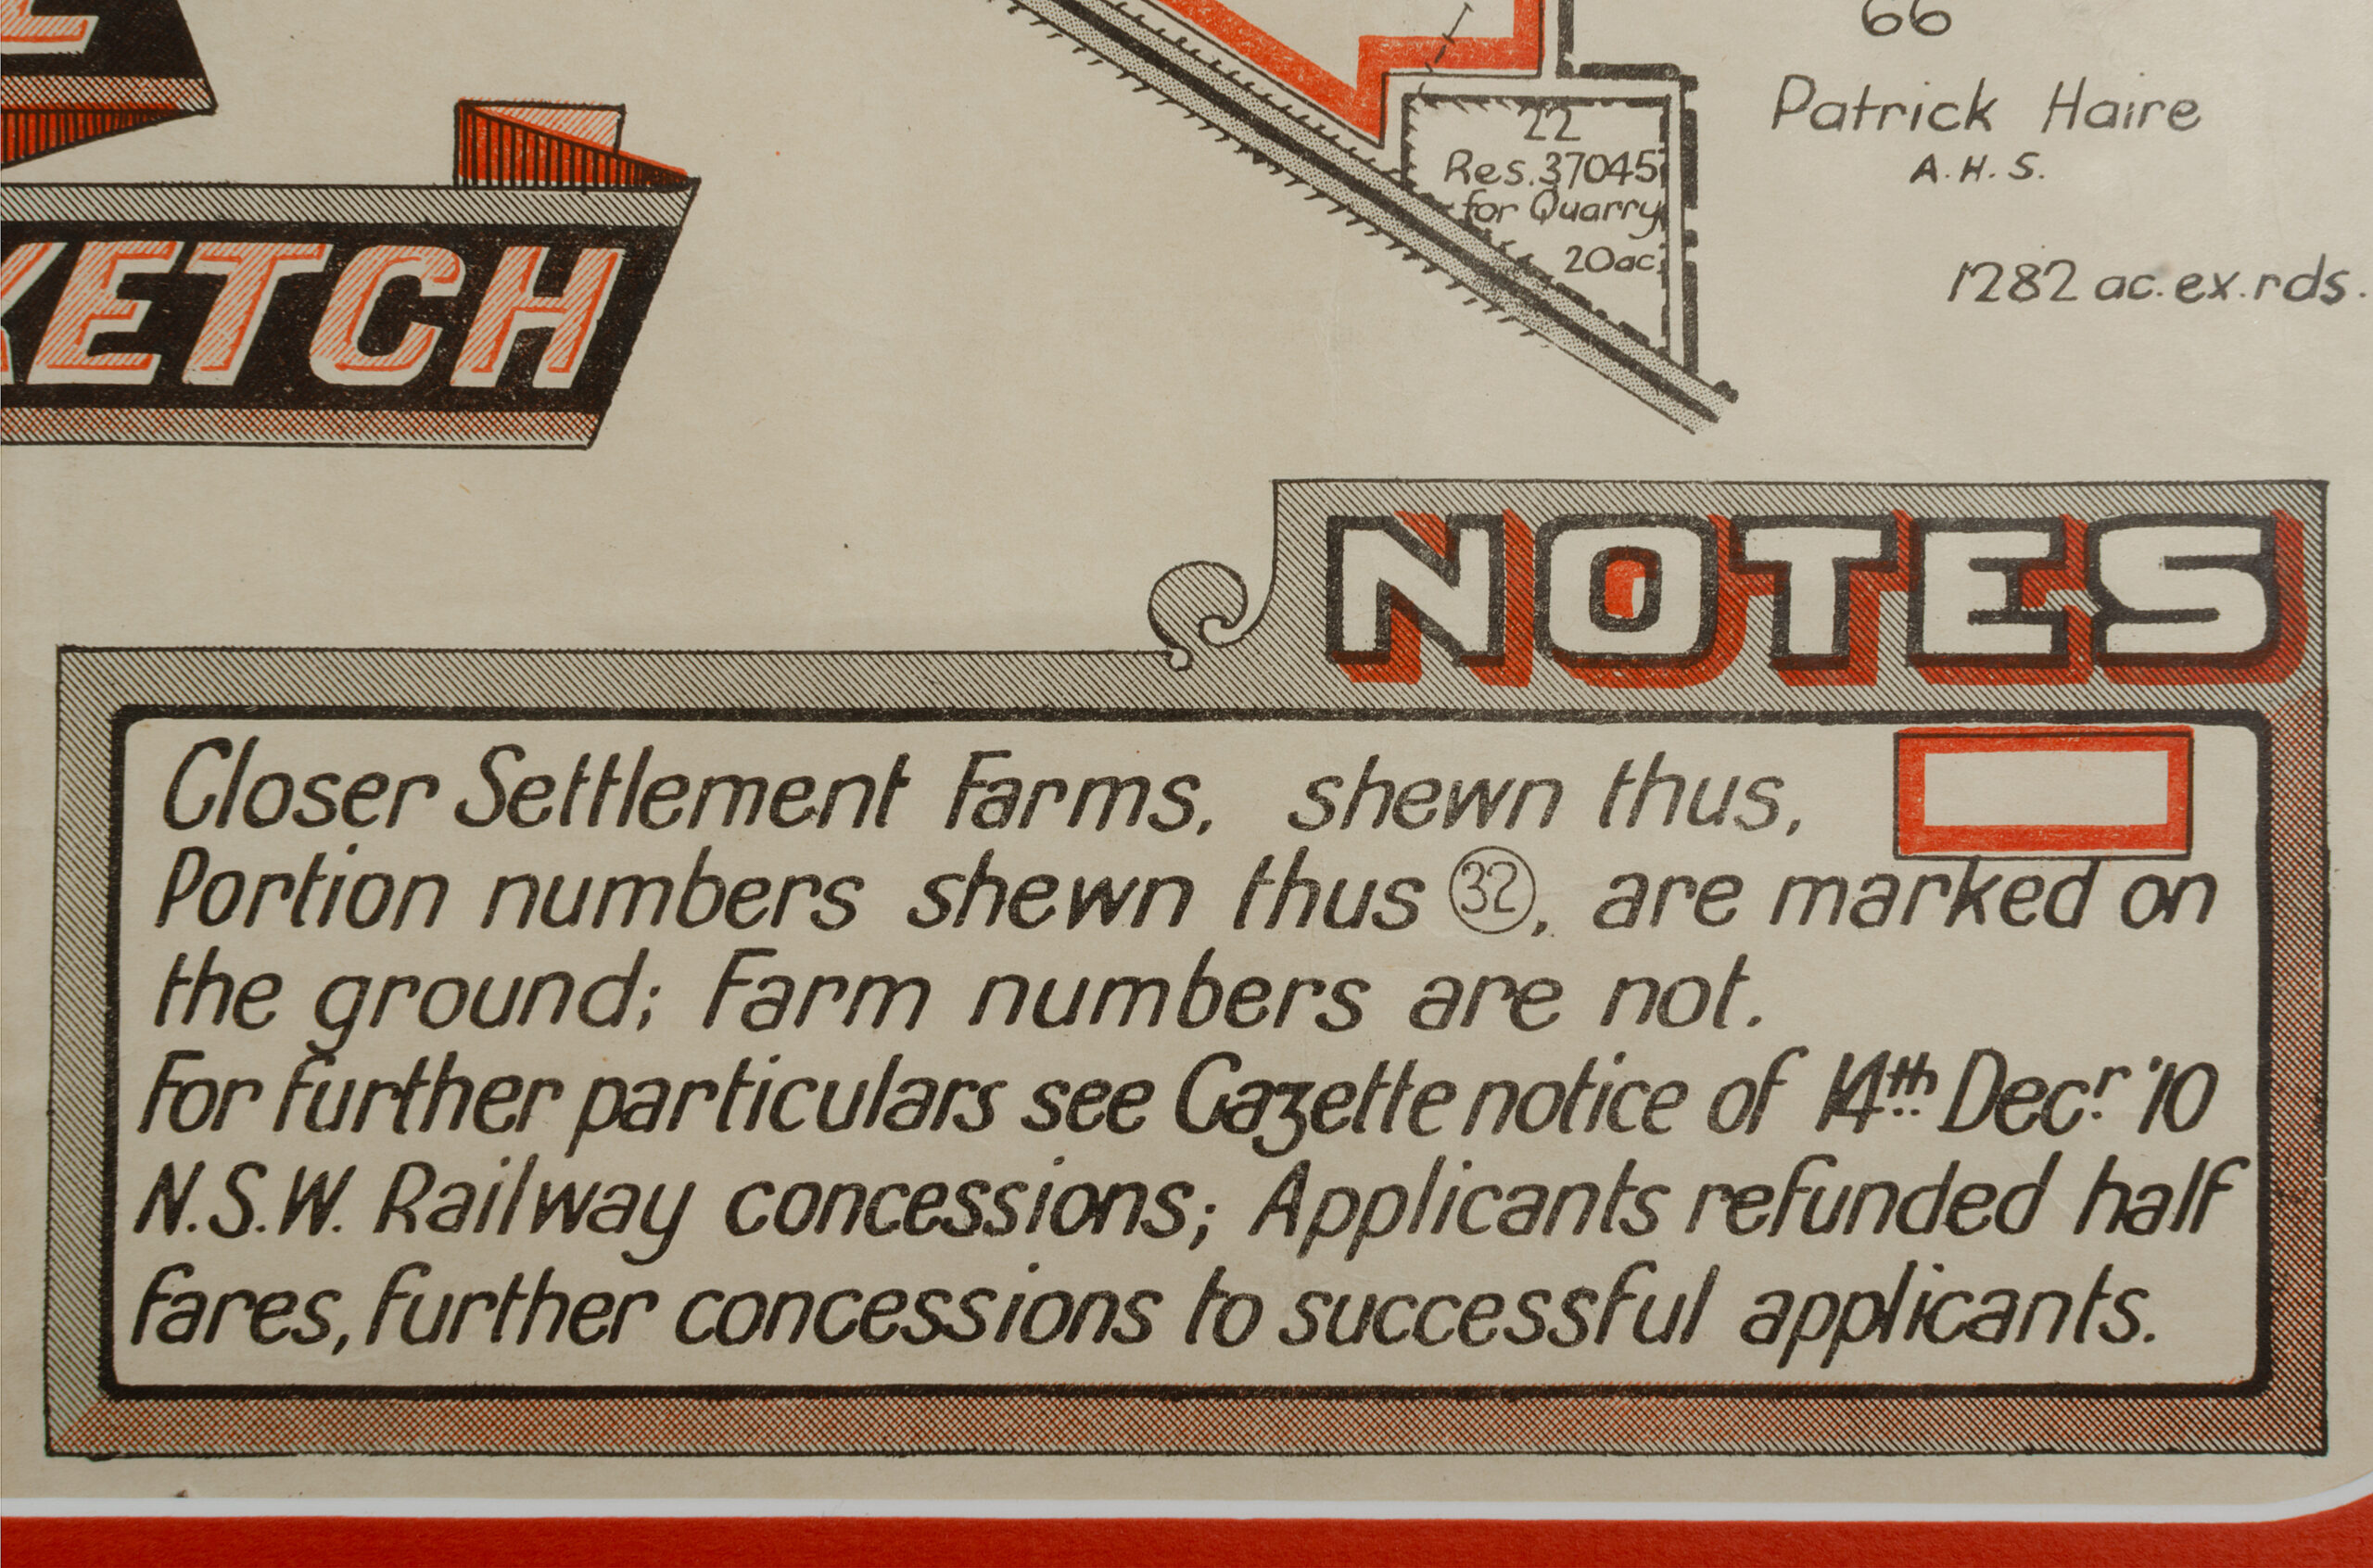 66
Patrick Haire
A. H. S.
1282 ac. ex. rds.
22
Res. 37045
for Quarry
20ac.
KETCH
NOTES
Closer Settlement Farms, shewn thus,
Portion numbers shewn thus 32, are marked on
the ground; Farm numbers are not.
For further particulars see Gazette notice of 14th Decr '10
N.S.W. Railway concessions; Applicants refunded half
fares, further concessions to successful applicants.